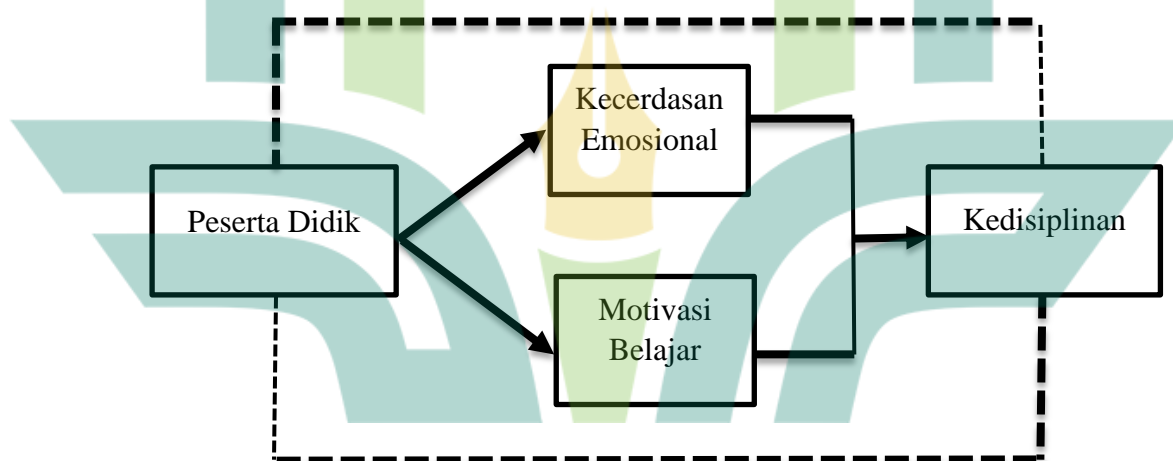 Kecerdasan
Emosional
Peserta Didik
Kedisiplinan
Motivasi
Belajar